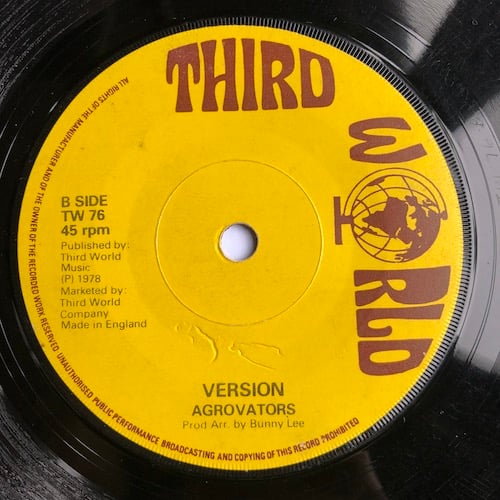 THIRD
WORLD
B SIDE
TW 76
45 rpm
Published by:
Third World
Music
(P) 1978
Marketed by:
Third World
Company
Made in England
VERSION
AGROVATORS
Prod Arr. by Bunny Lee
ALL RIGHTS OF THE MANUFACTURER AND OF THE OWNER OF THE RECORDED WORK RESERVED UNAUTHORISED PUBLIC PERFORMANCE BROADCASTING AND COPYING OF THIS RECORD PROHIBITED